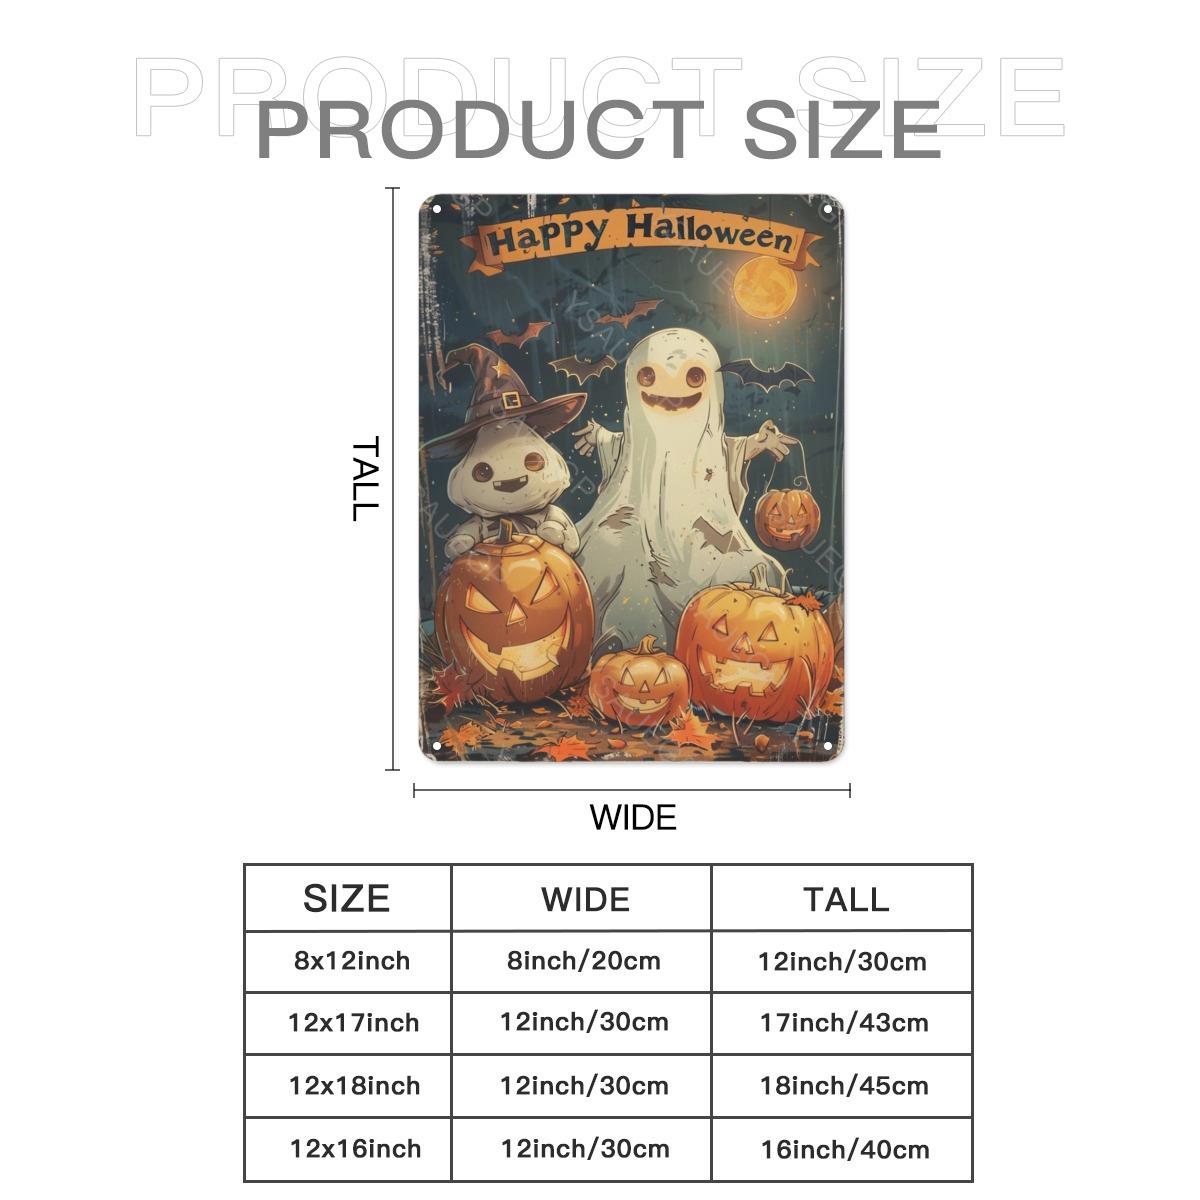 PRODUCT SIZE
PRODUCT SIZE
Happy Halloween
TALL
WIDE
SIZE WIDE TALL
8x12inch 8inch/20cm 12inch/30cm
12x17inch 12inch/30cm 17inch/43cm
12x18inch 12inch/30cm 18inch/45cm
12x16inch 12inch/30cm 16inch/40cm